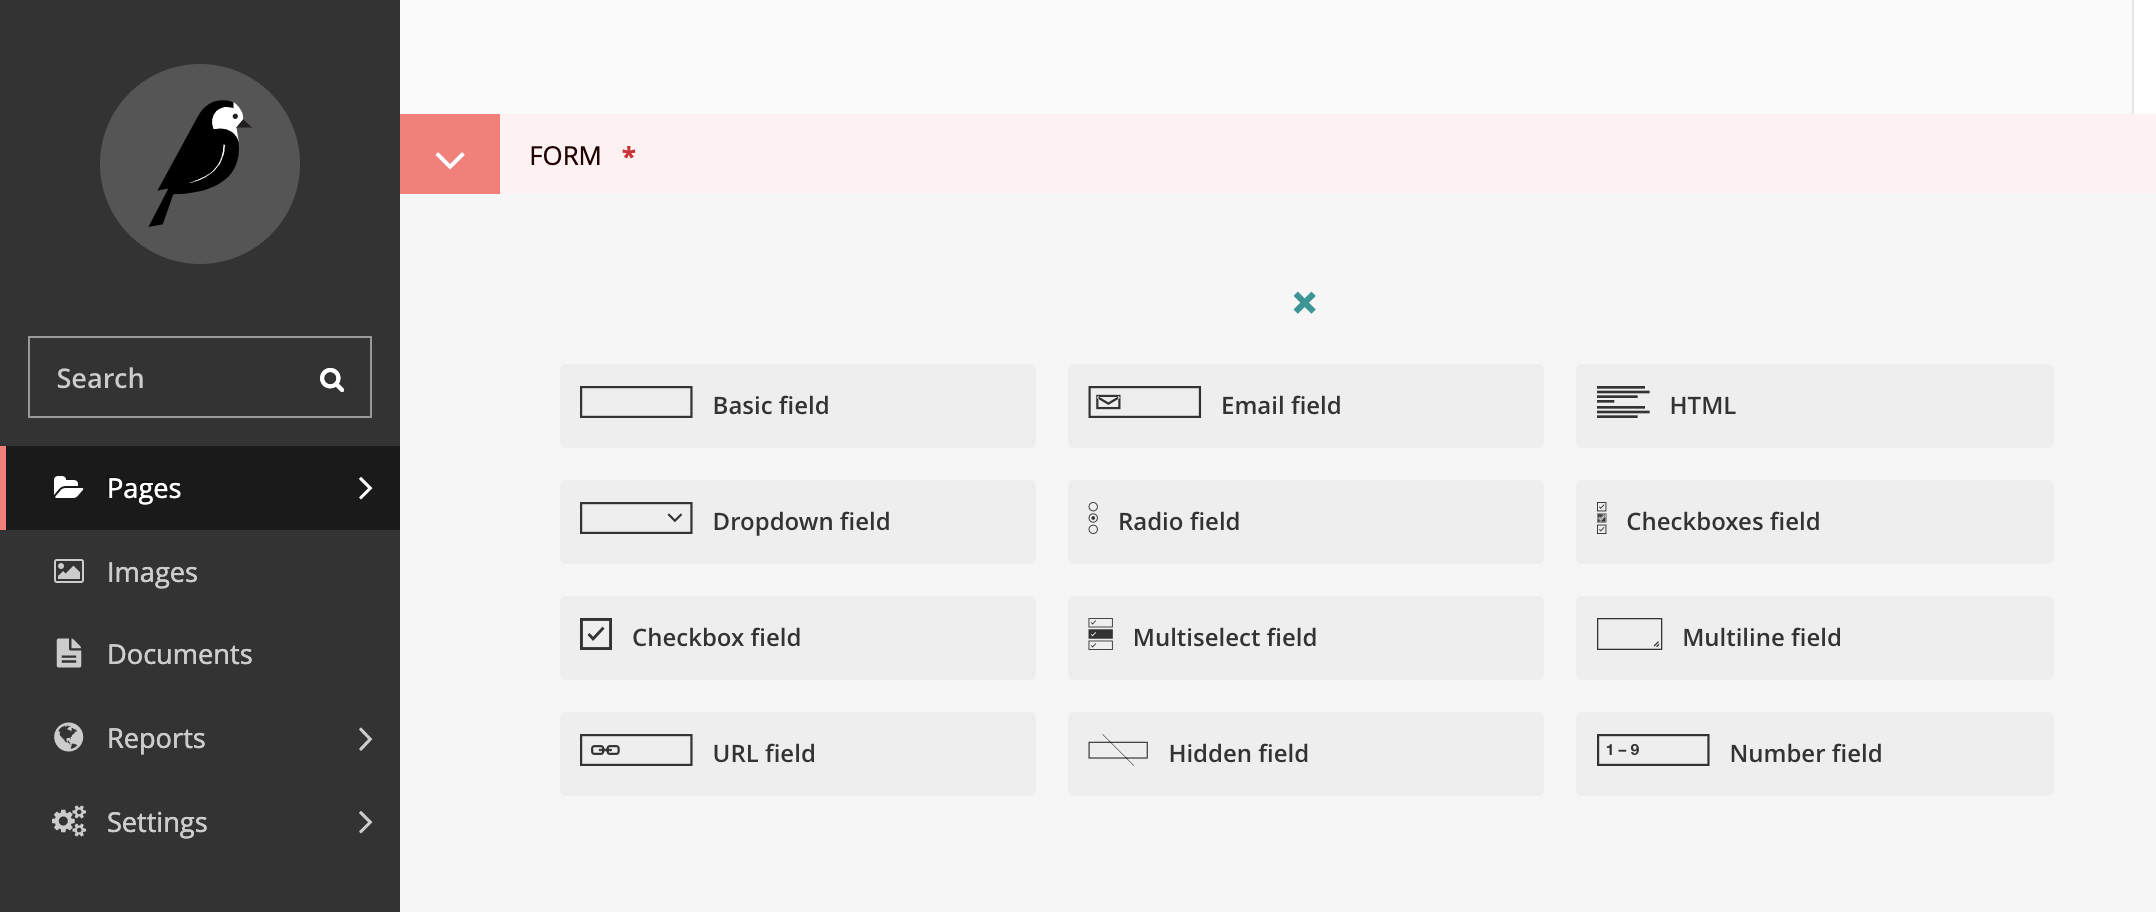 Search
Pages
Images
Documents
Reports
Settings
FORM *
Basic field
Email field
HTML
Dropdown field
Radio field
Checkboxes field
Checkbox field
Multiselect field
Multiline field
URL field
Hidden field
1-9 Number field